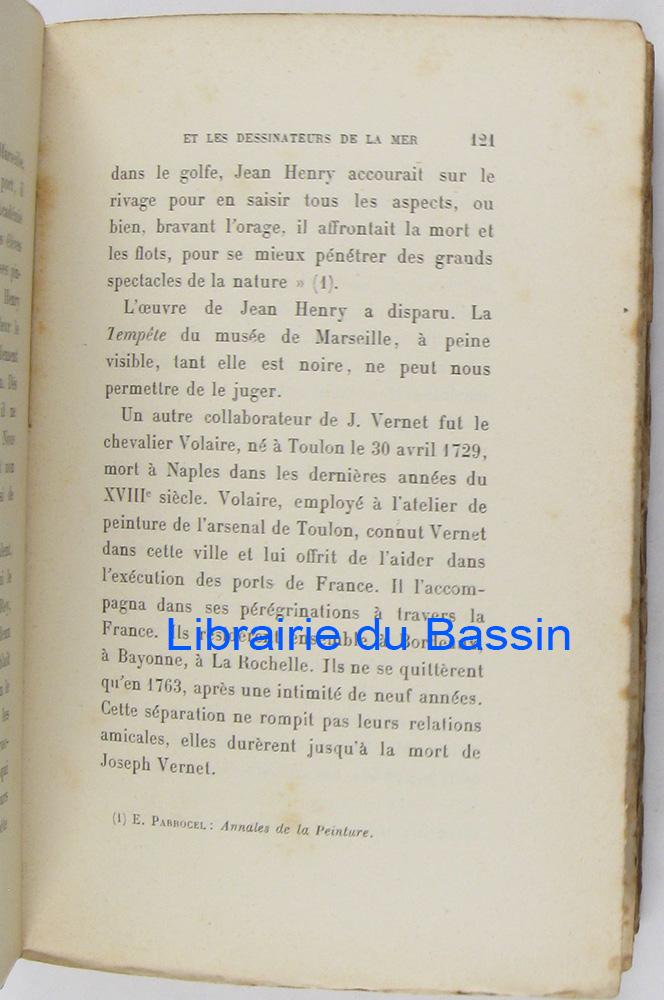 ET LES DESSINATEURS DE LA MER 121
dans le golfe, Jean Henry accourait sur le
rivage pour en saisir tous les aspects, ou
bien, bravant l'orage, il affrontait la mort et
les flots, pour se mieux pénétrer des grands
spectacles de la nature » (1).
L'œuvre de Jean Henry a disparu. La
Tempête du musée de Marseille, à peine
visible, tant elle est noire, ne peut nous
permettre de le juger.
Un autre collaborateur de J. Vernet fut le
chevalier Volaire, né à Toulon le 30 avril 1729,
mort à Naples dans les dernières années du
XVIIIe siècle. Volaire, employé à l'atelier de
peinture de l'arsenal de Toulon, connut Vernet
dans cette ville et lui offrit de l'aider dans
l'exécution des ports de France. Il l'accom-
pagna dans ses pérégrinations à travers la
France. Ils résidèrent ensemble à Bordeaux,
Librairie du Bassin
à Bayonne, à La Rochelle. Ils ne se quittèrent
qu'en 1763, après une intimité de neuf années.
Cette séparation ne rompit pas leurs relations
amicales, elles durèrent jusqu'à la mort de
Joseph Vernet.
(1) E. PARROCEL : Annales de la Peinture.